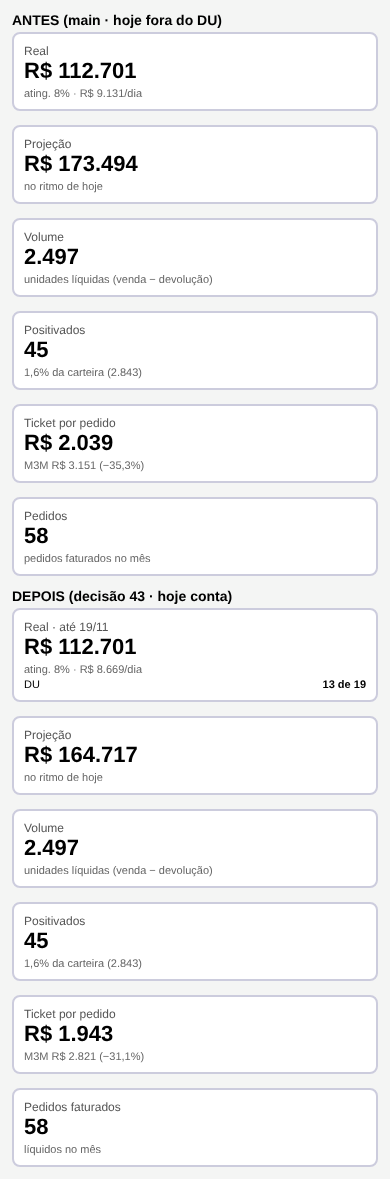 ANTES (main · hoje fora do DU)
Real
R$ 112.701
ating. 8% · R$ 9.131/dia
Projeção
R$ 173.494
no ritmo de hoje
Volume
2.497
unidades líquidas (venda − devolução)
Positivados
45
1,6% da carteira (2.843)
Ticket por pedido
R$ 2.039
M3M R$ 3.151 (−35,3%)
Pedidos
58
pedidos faturados no mês
DEPOIS (decisão 43 · hoje conta)
Real · até 19/11
R$ 112.701
ating. 8% · R$ 8.669/dia
DU 13 de 19
Projeção
R$ 164.717
no ritmo de hoje
Volume
2.497
unidades líquidas (venda − devolução)
Positivados
45
1,6% da carteira (2.843)
Ticket por pedido
R$ 1.943
M3M R$ 2.821 (−31,1%)
Pedidos faturados
58
líquidos no mês